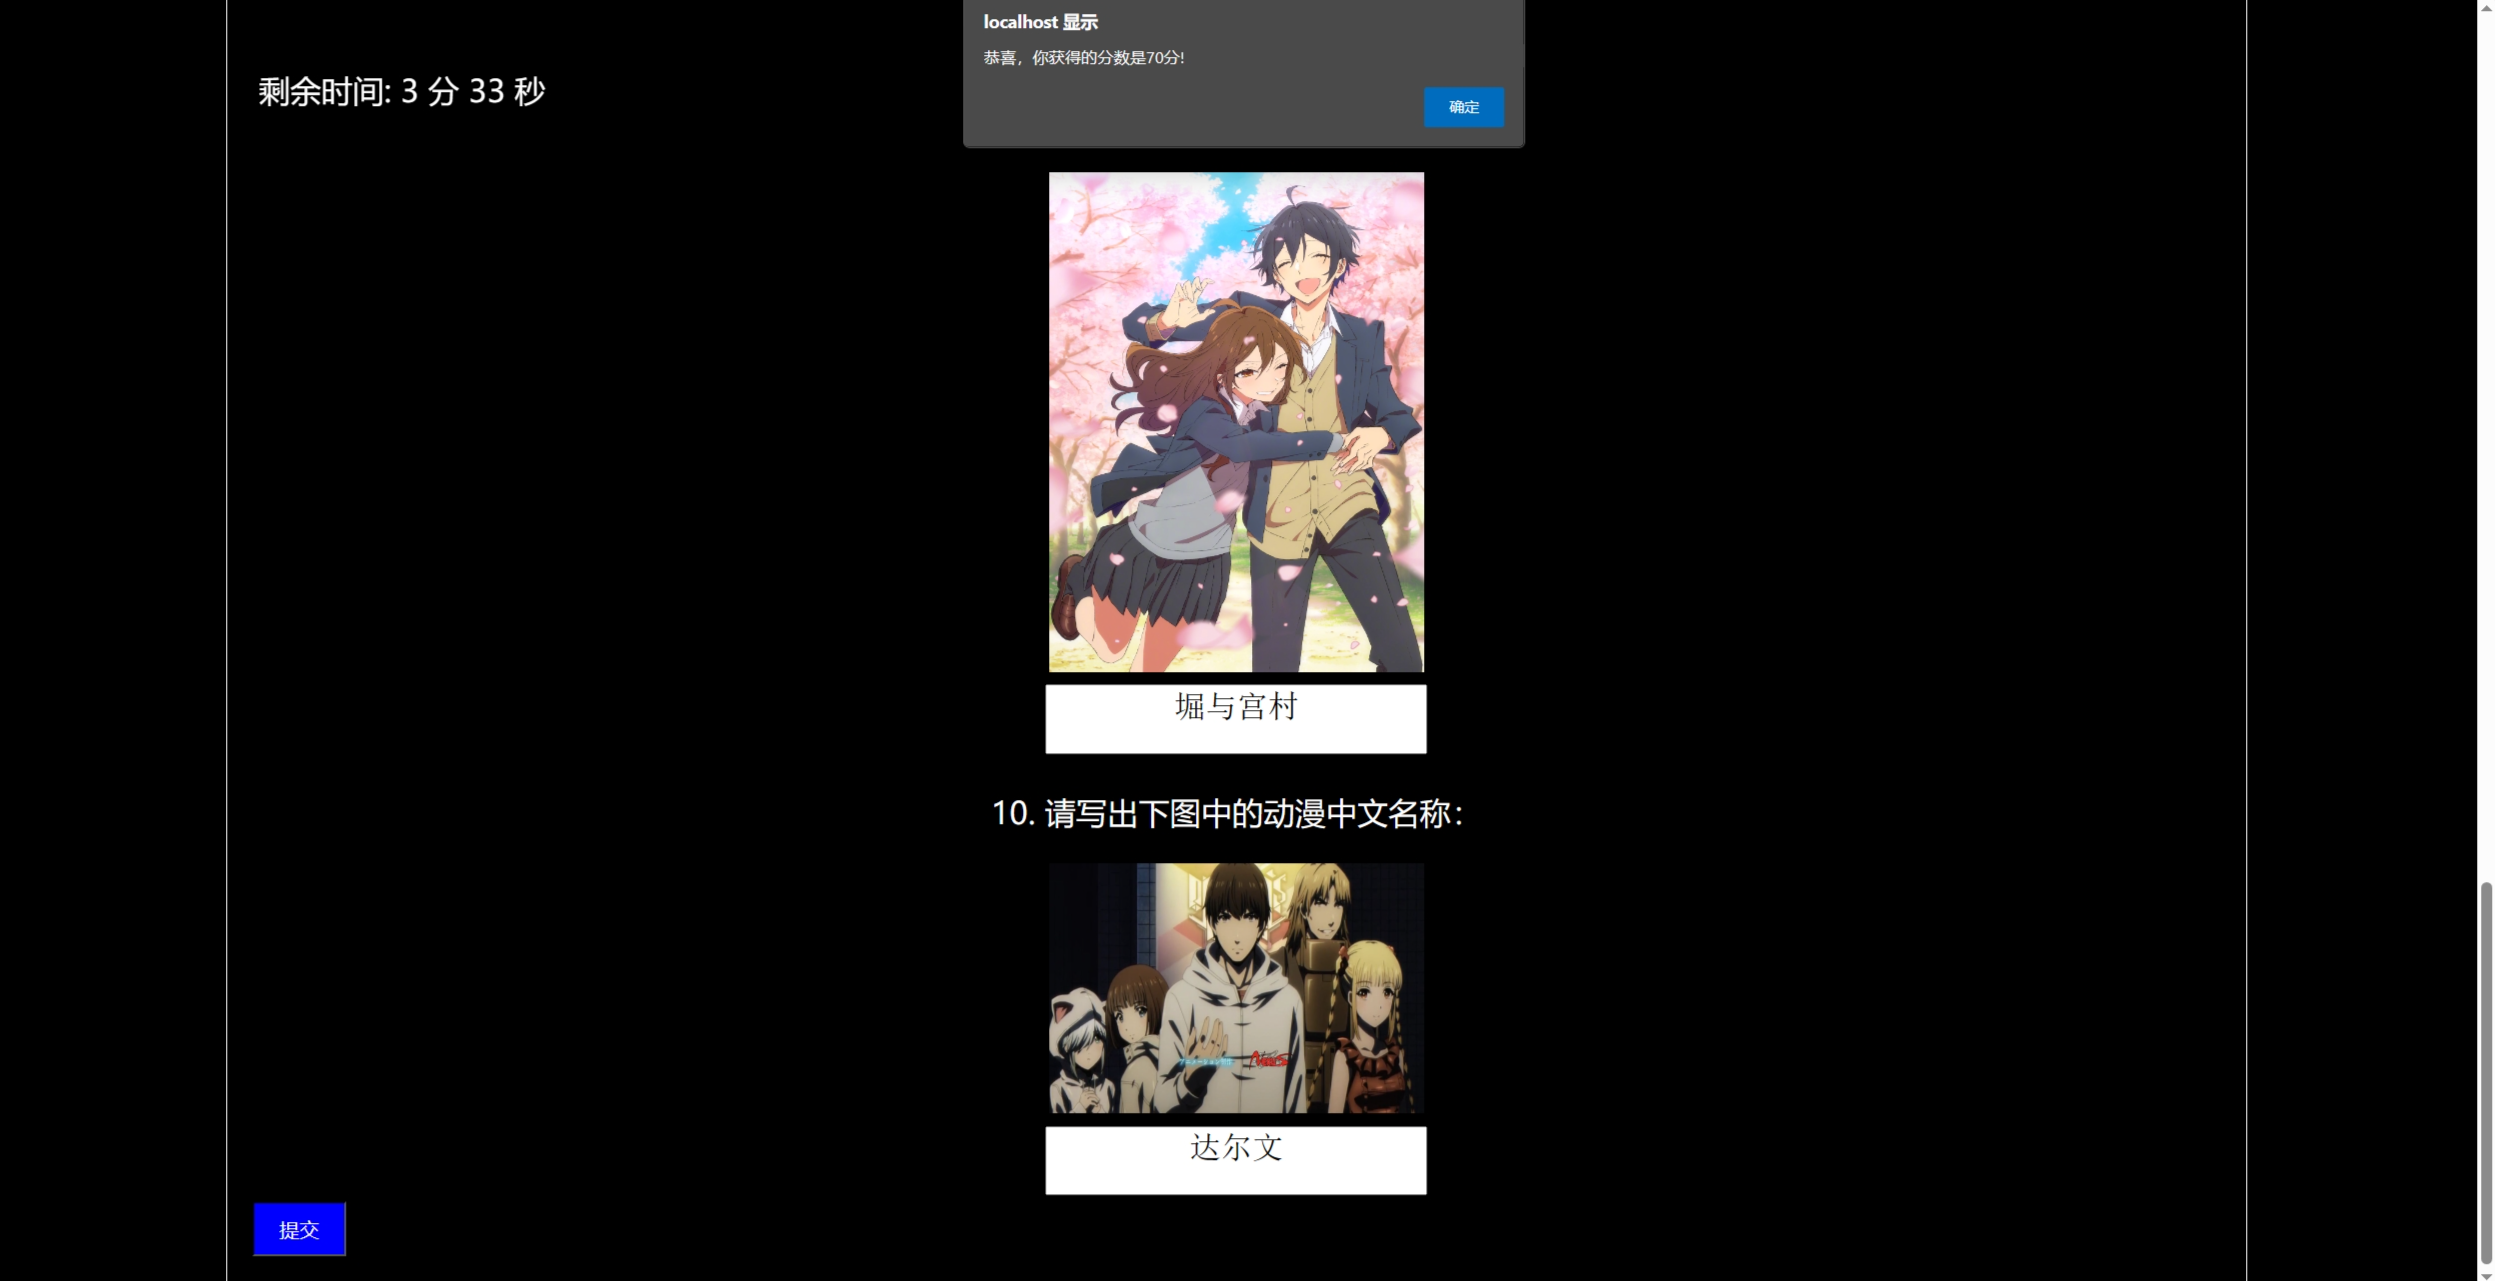 localhost 显示
恭喜，你获得的分数是70分!
确定
剩余时间: 3 分 33 秒
堀与宫村
10. 请写出下图中的动漫中文名称：
达尔文
提交